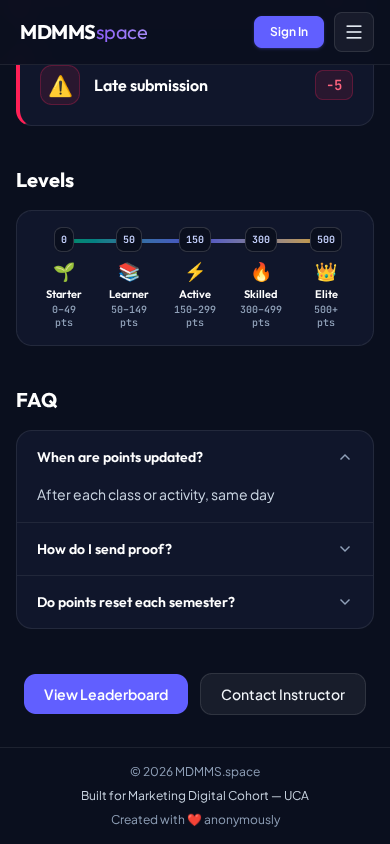 MDMMSspace
Sign In
Late submission
-5
Levels
0 50 150 300 500
Starter Learner Active Skilled Elite
0–49 50–149 150–299 300–499 500+
pts pts pts pts pts
FAQ
When are points updated?
After each class or activity, same day
How do I send proof?
Do points reset each semester?
View Leaderboard Contact Instructor
© 2026 MDMMS.space
Built for Marketing Digital Cohort — UCA
Created with ❤️ anonymously